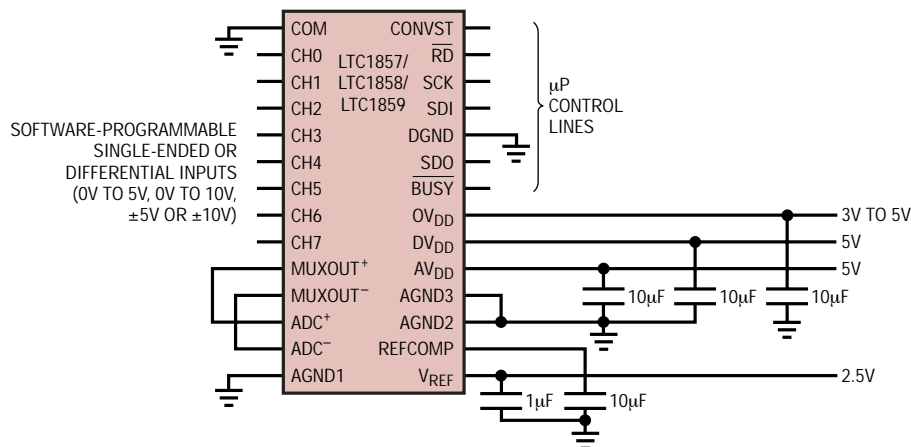 COM
CH0
CH1
CH2
CH3
CH4
CH5
CH6
CH7
MUXOUT⁺
MUXOUT⁻
ADC⁺
ADC⁻
AGND1
LTC1857/
LTC1858/
LTC1859
CONVST
R̅D̅
SCK
SDI
DGND
SDO
B̅U̅S̅Y̅
OVDD
DVDD
AVDD
AGND3
AGND2
REFCOMP
VREF
SOFTWARE-PROGRAMMABLE
SINGLE-ENDED OR
DIFFERENTIAL INPUTS
(0V TO 5V, 0V TO 10V,
±5V OR ±10V)
µP
CONTROL
LINES
3V TO 5V
5V
5V
10µF
10µF
10µF
2.5V
1µF
10µF